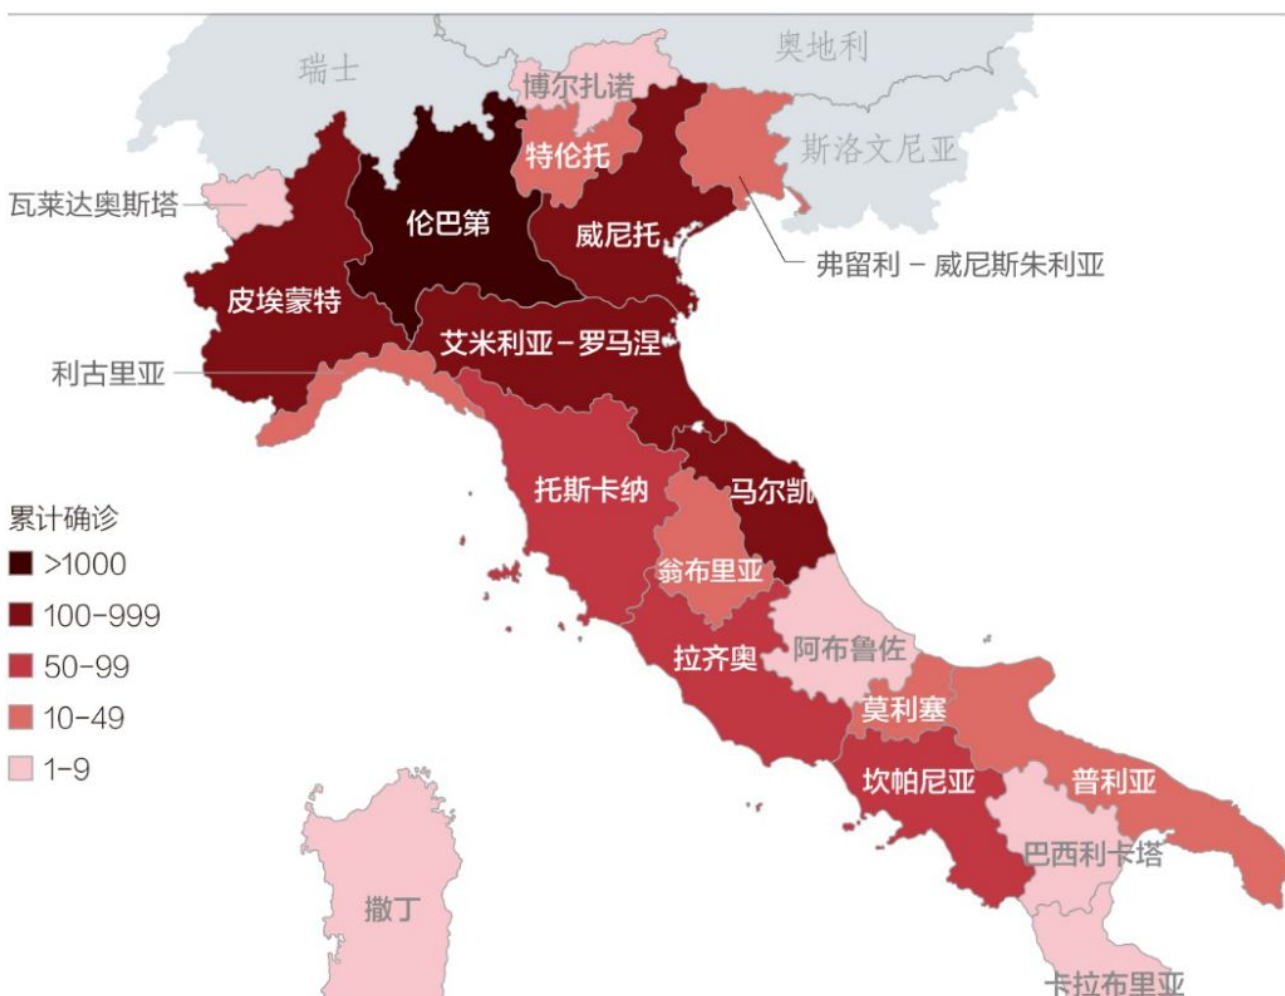 瑞士
奥地利
博尔扎诺
特伦托
斯洛文尼亚
瓦莱达奥斯塔
伦巴第
威尼托
弗留利－威尼斯朱利亚
皮埃蒙特
艾米利亚－罗马涅
利古里亚
托斯卡纳
马尔凯
累计确诊
>1000
100-999
50-99
10-49
1-9
翁布里亚
拉齐奥
阿布鲁佐
莫利塞
坎帕尼亚
普利亚
巴西利卡塔
撒丁
卡拉布里亚